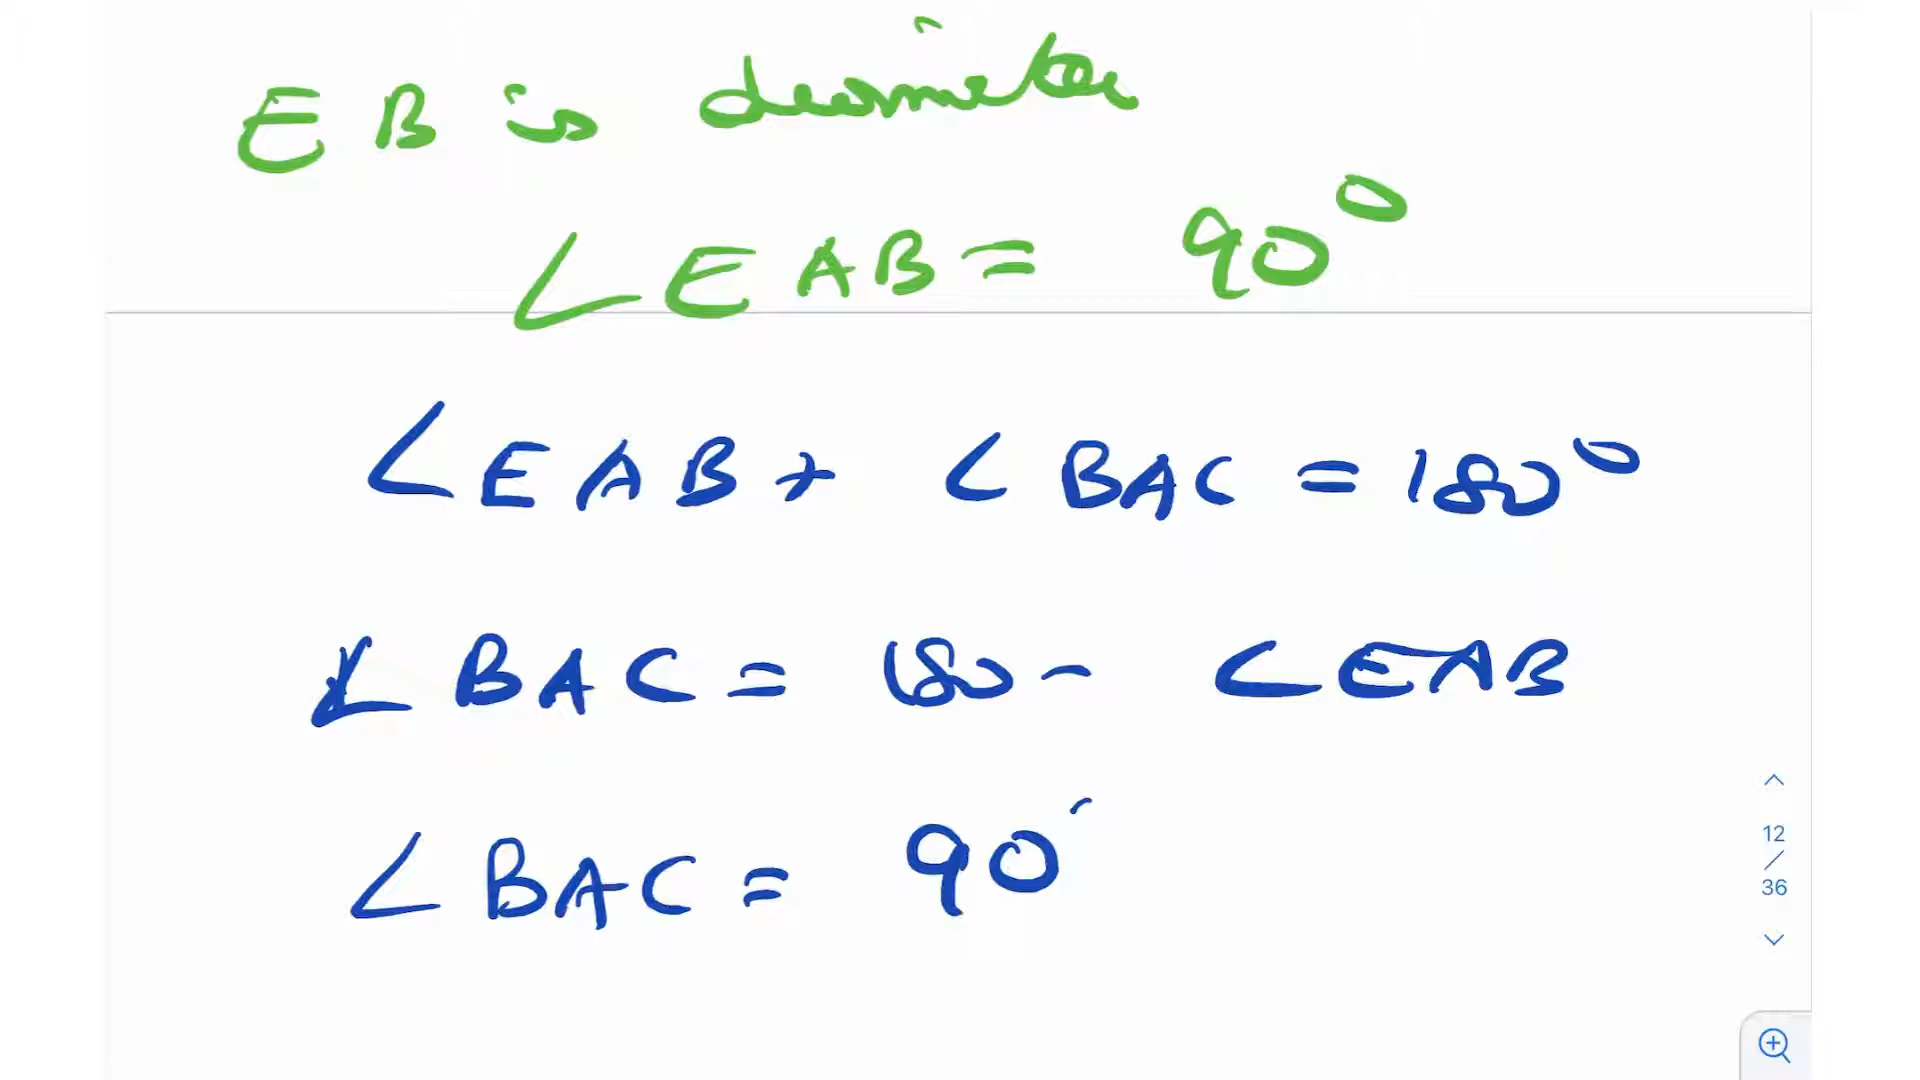 EB is diameter
∠EAB = 90°
∠EAB + ∠BAC = 180°
∠BAC = 180 - ∠EAB
∠BAC = 90°
12
/
36